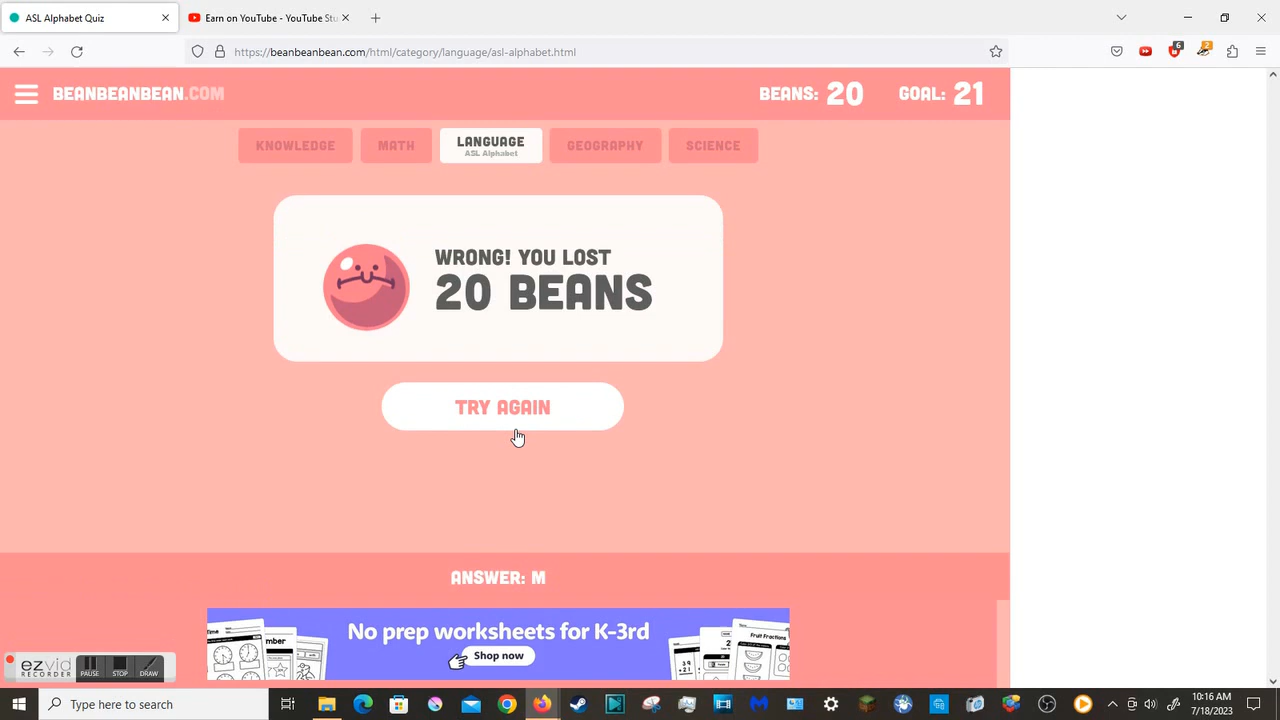 ASL Alphabet Quiz
Earn on YouTube - YouTube Stu
https://beanbeanbean.com/html/category/language/asl-alphabet.html
6
2
BEANBEANBEAN.COM
BEANS: 20
GOAL: 21
KNOWLEDGE
MATH
LANGUAGE
ASL Alphabet
GEOGRAPHY
SCIENCE
WRONG! YOU LOST
20 BEANS
TRY AGAIN
ANSWER: M
No prep worksheets for K-3rd
Shop now
mber
Fruit Fractions
ezvid
RECORDER
PAUSE
STOP
DRAW
Type here to search
10:16 AM
7/18/2023